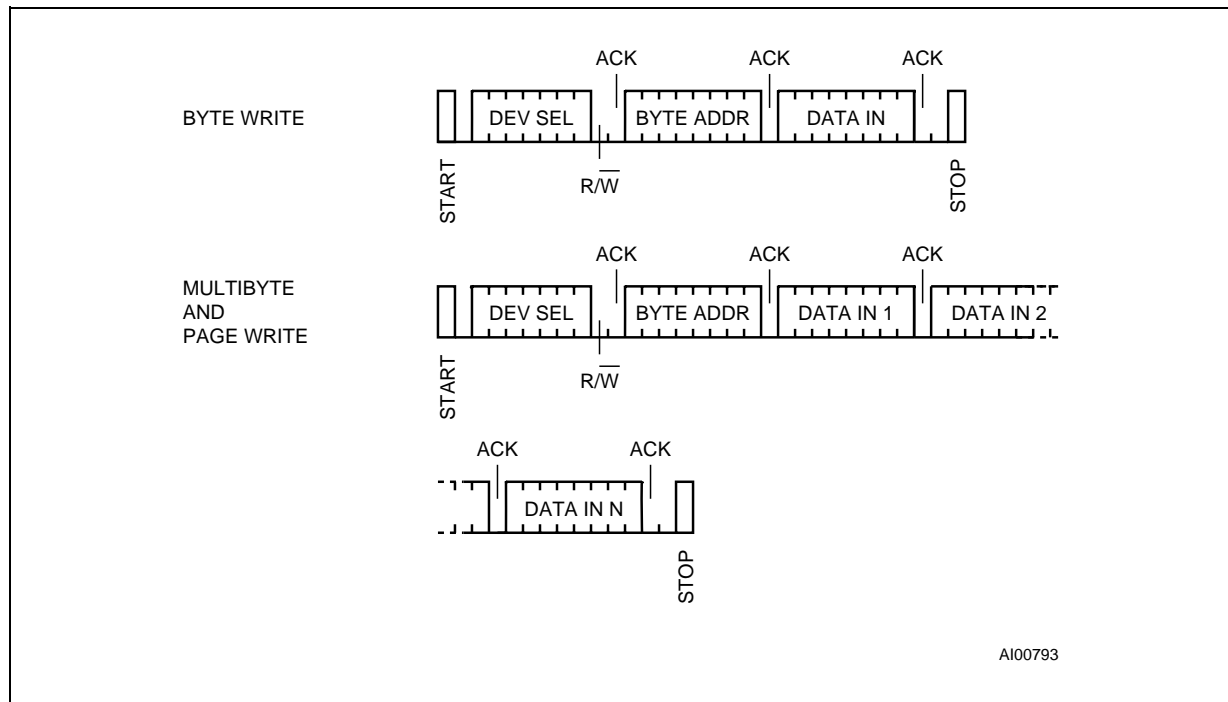 ACK ACK ACK
BYTE WRITE
DEV SEL BYTE ADDR DATA IN
R/W̅
START
STOP
ACK ACK ACK
MULTIBYTE
AND
PAGE WRITE
DEV SEL BYTE ADDR DATA IN 1 DATA IN 2
R/W̅
START
ACK ACK
DATA IN N
STOP
AI00793